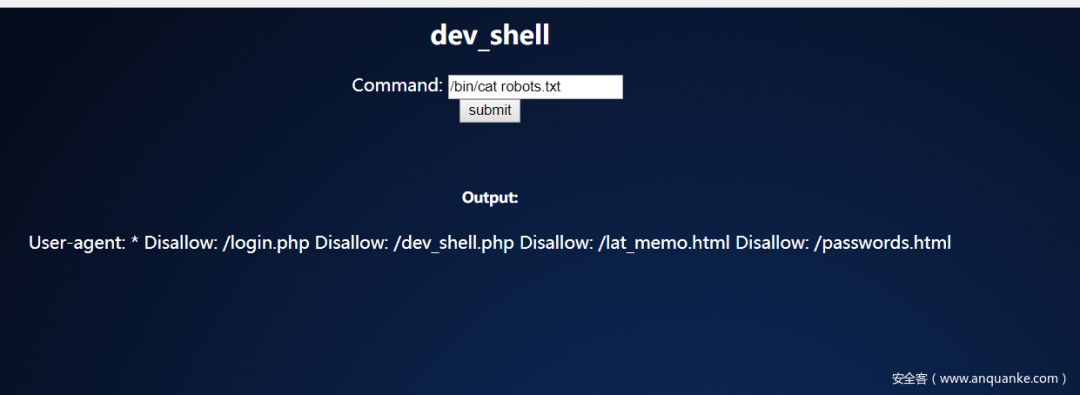 dev_shell
Command: /bin/cat robots.txt
submit
Output:
User-agent: * Disallow: /login.php Disallow: /dev_shell.php Disallow: /lat_memo.html Disallow: /passwords.html
安全客（www.anquanke.com）